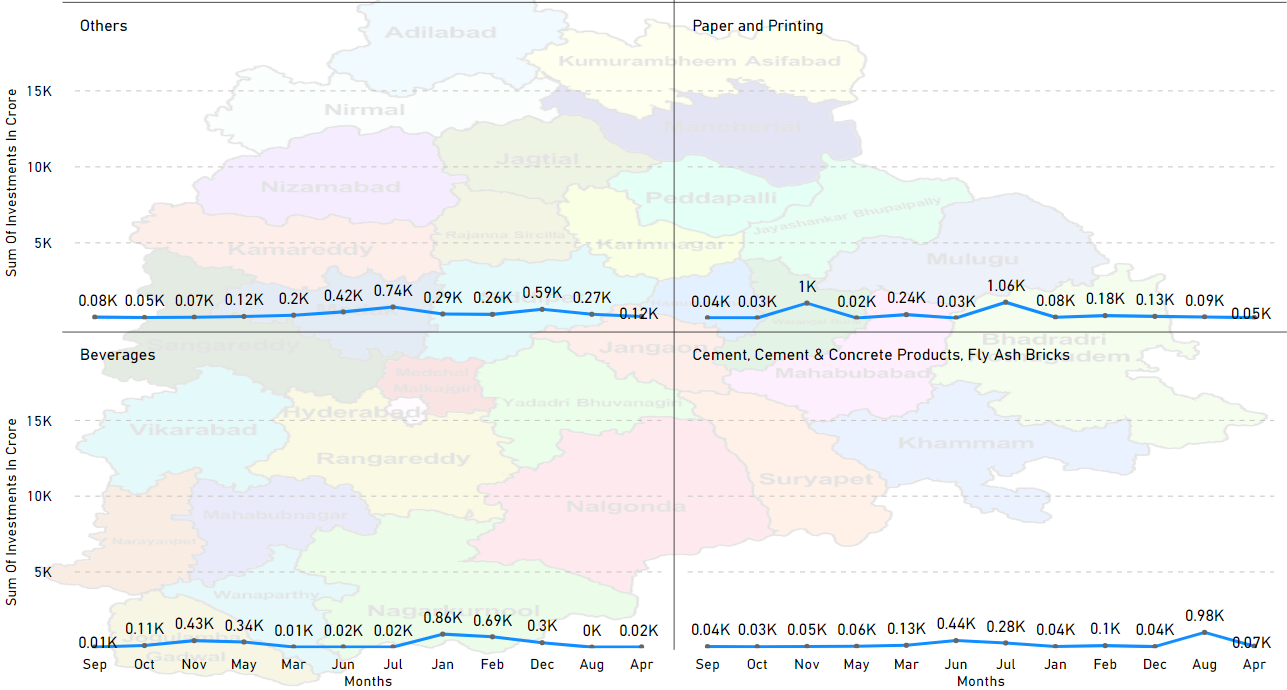 Others
Paper and Printing
Adilabad
Kumurambheem Asifabad
Nirmal
Mancherial
Jagtial
Nizamabad
Peddapalli
Jayashankar Bhupalpally
Kamareddy
Rajanna Sircilla
Karimnagar
Mulugu
Sum Of Investments In Crore
15K
10K
5K
0.08K 0.05K 0.07K 0.12K 0.2K 0.42K 0.74K 0.29K 0.26K 0.59K 0.27K 0.12K
0.04K 0.03K 1K 0.02K 0.24K 0.03K 1.06K 0.08K 0.18K 0.13K 0.09K 0.05K
Beverages
Cement, Cement & Concrete Products, Fly Ash Bricks
Sangareddy
Jangaon
Bhadradri
Medchal
Malkajgiri
Mahabubabad
Hyderabad
Yadadri Bhuvanagiri
Vikarabad
Khammam
Rangareddy
Suryapet
Nalgonda
Mahabubnagar
Narayanpet
Wanaparthy
Nagarkurnool
Gadwal
Sum Of Investments In Crore
15K
10K
5K
0.01K 0.11K 0.43K 0.34K 0.01K 0.02K 0.02K 0.86K 0.69K 0.3K 0K 0.02K
0.04K 0.03K 0.05K 0.06K 0.13K 0.44K 0.28K 0.04K 0.1K 0.04K 0.98K 0.07K
Sep Oct Nov May Mar Jun Jul Jan Feb Dec Aug Apr
Months
Sep Oct Nov May Mar Jun Jul Jan Feb Dec Aug Apr
Months